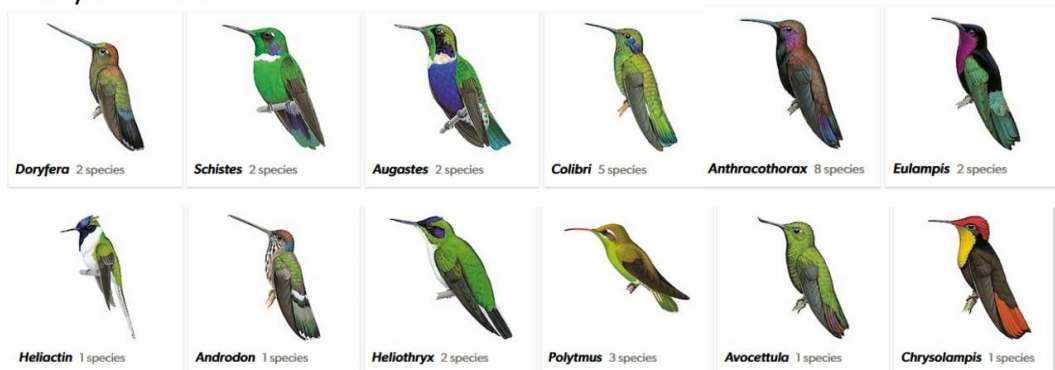 Doryfera 2 species
Schistes 2 species
Augastes 2 species
Colibri 5 species
Anthracothorax 8 species
Eulampis 2 species
Heliactin 1 species
Androdon 1 species
Heliothryx 2 species
Polytmus 3 species
Avocettula 1 species
Chrysolampis 1 species